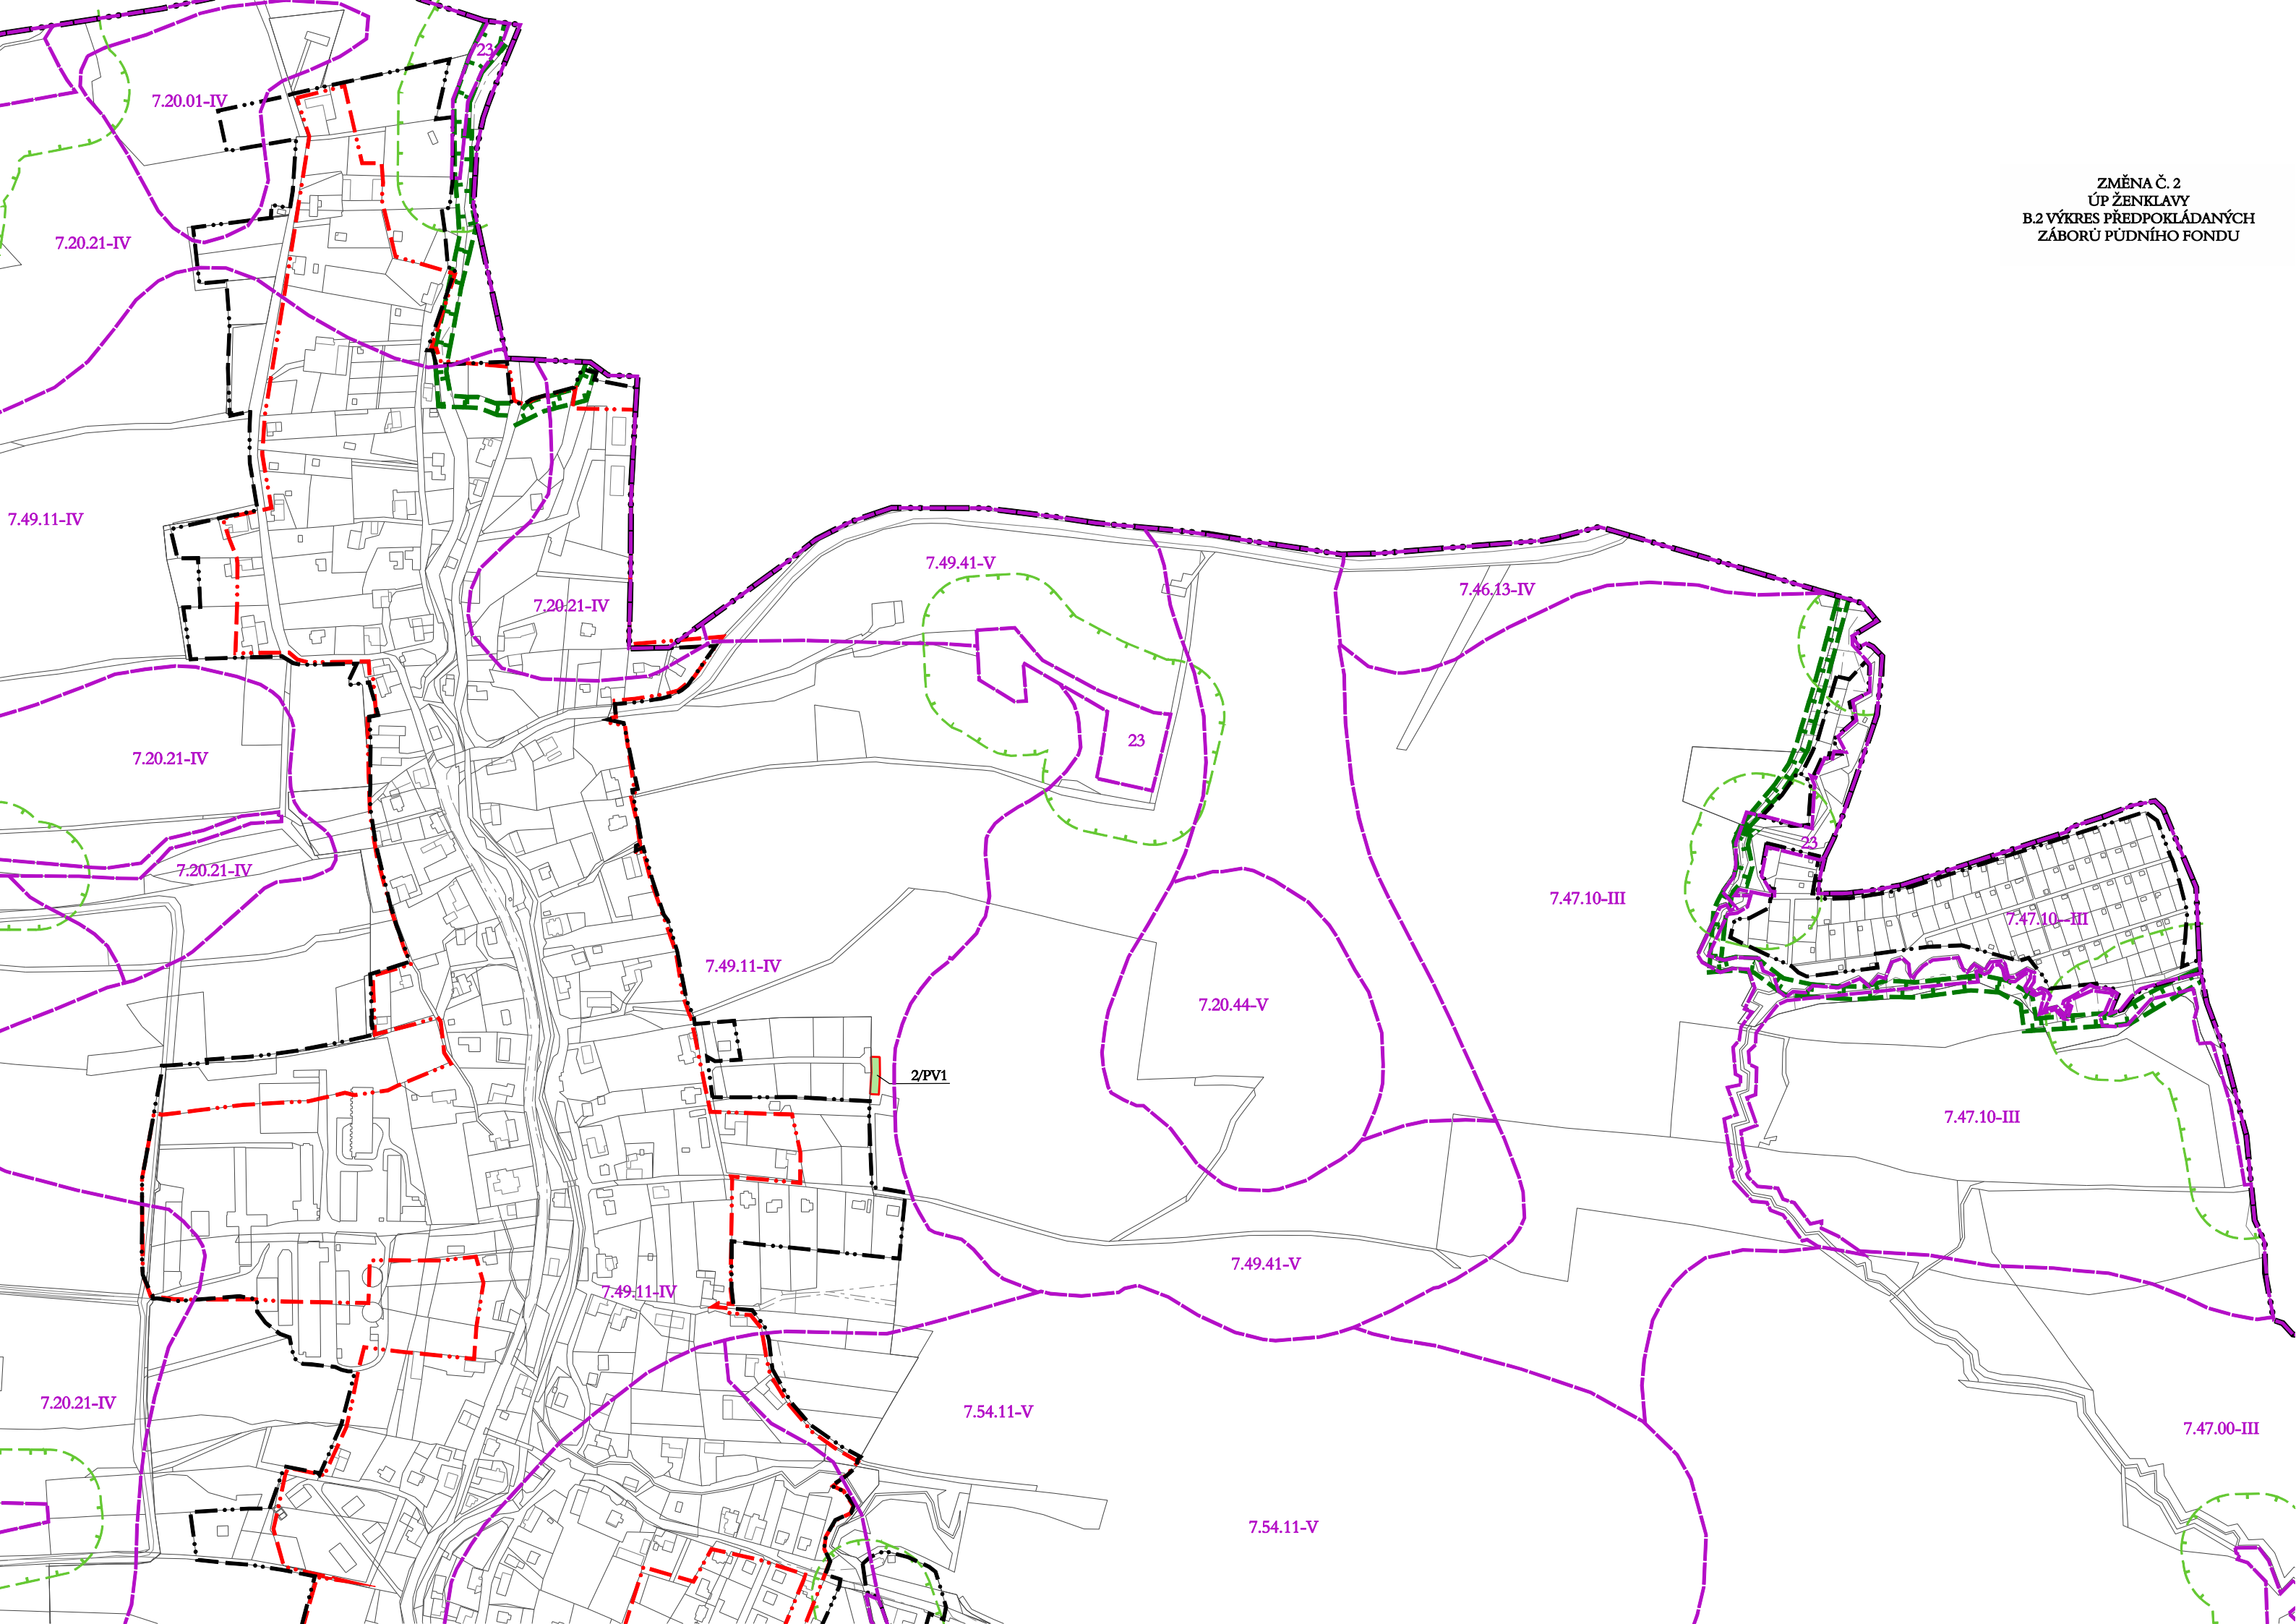 23
7.20.01-IV
ZMĚNA Č. 2
ÚP ŽENKLAVY
B.2 VÝKRES PŘEDPOKLÁDANÝCH
ZÁBORŮ PŮDNÍHO FONDU
7.20.21-IV
7.49.11-IV
7.49.41-V
7.46.13-IV
7.20.21-IV
23
7.20.21-IV
23
7.20.21-IV
7.47.10-III
7.47.10--III
7.49.11-IV
7.20.44-V
2/PV1
7.47.10-III
7.49.41-V
7.49.11-IV
7.20.21-IV
7.54.11-V
7.47.00-III
7.54.11-V